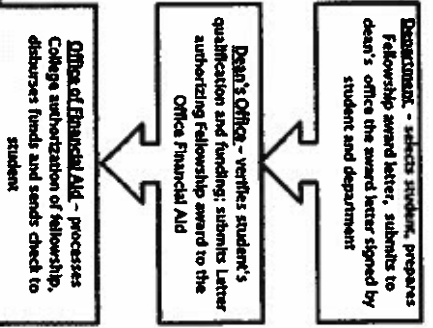 Department - selects student, prepares
Fellowship award letter, submits to
dean's office the award letter signed by
student and department
Dean's Office – verifies student's
qualification and funding; submits Letter
authorizing Fellowship award to the
Office Financial Aid
Office of Financial Aid – processes
College authorization of fellowship,
disburses funds and sends check to
student